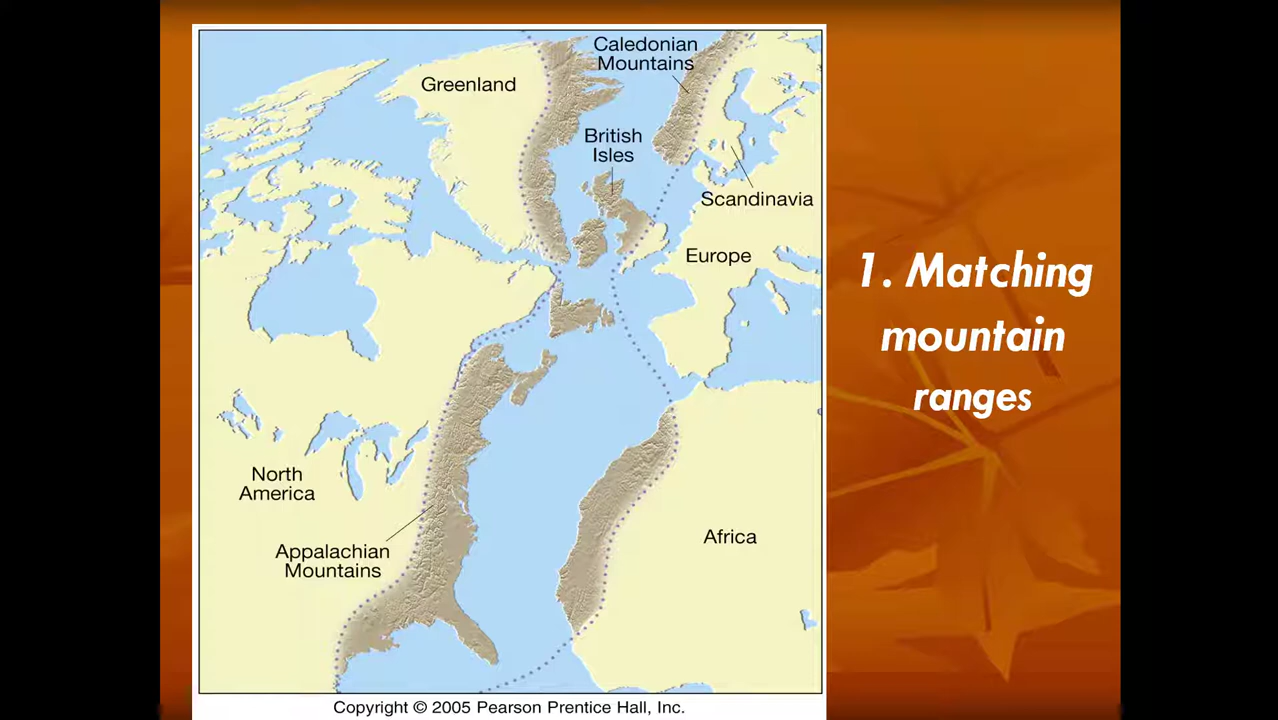 Caledonian
Mountains
Greenland
British
Isles
Scandinavia
Europe
North
America
Appalachian
Mountains
Africa
Copyright © 2005 Pearson Prentice Hall, Inc.
1. Matching
mountain
ranges